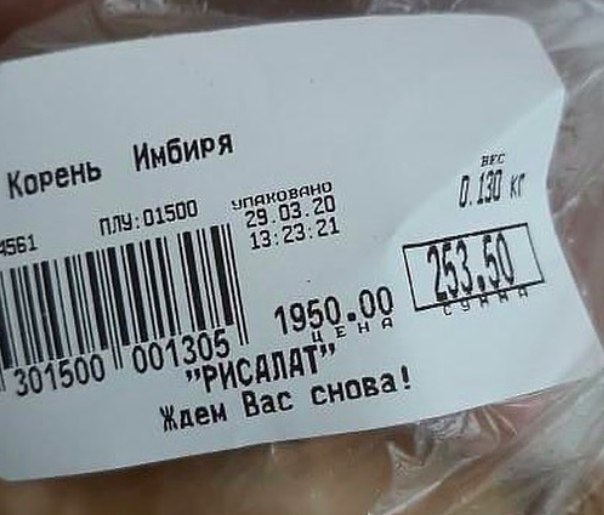 Корень Имбиря
4561 ПЛУ:01500
УПАКОВАНО
29.03.20
13:23:21
ВЕС
0.130 кг
253.50
СУММА
1950.00
ЦЕНА
301500 001305
"РИСАЛАТ"
Ждем Вас снова!